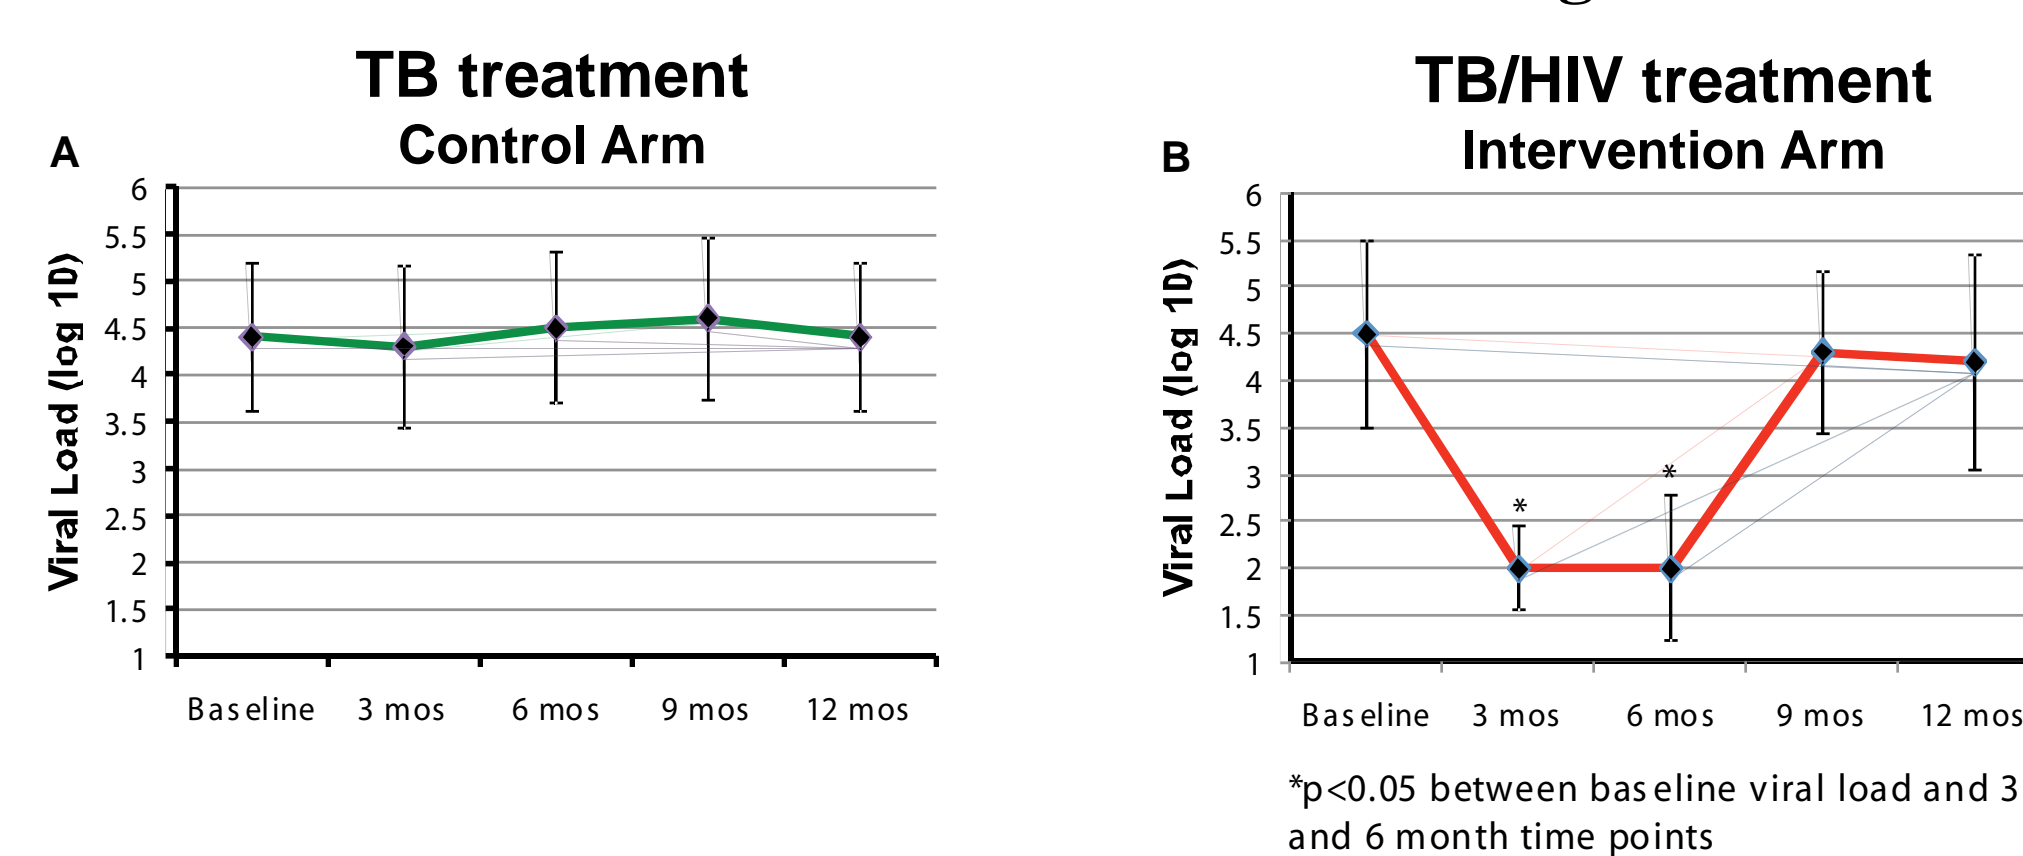 TB treatment
Control Arm
A
6
5.5
5
4.5
4
3.5
3
2.5
2
1.5
1
Viral Load (log 10)
Baseline 3 mos 6 mos 9 mos 12 mos
TB/HIV treatment
Intervention Arm
B
6
5.5
5
4.5
4
3.5
3
2.5
2
1.5
1
Viral Load (log 10)
*
*
Baseline 3 mos 6 mos 9 mos 12 mos
*p<0.05 between baseline viral load and 3
and 6 month time points